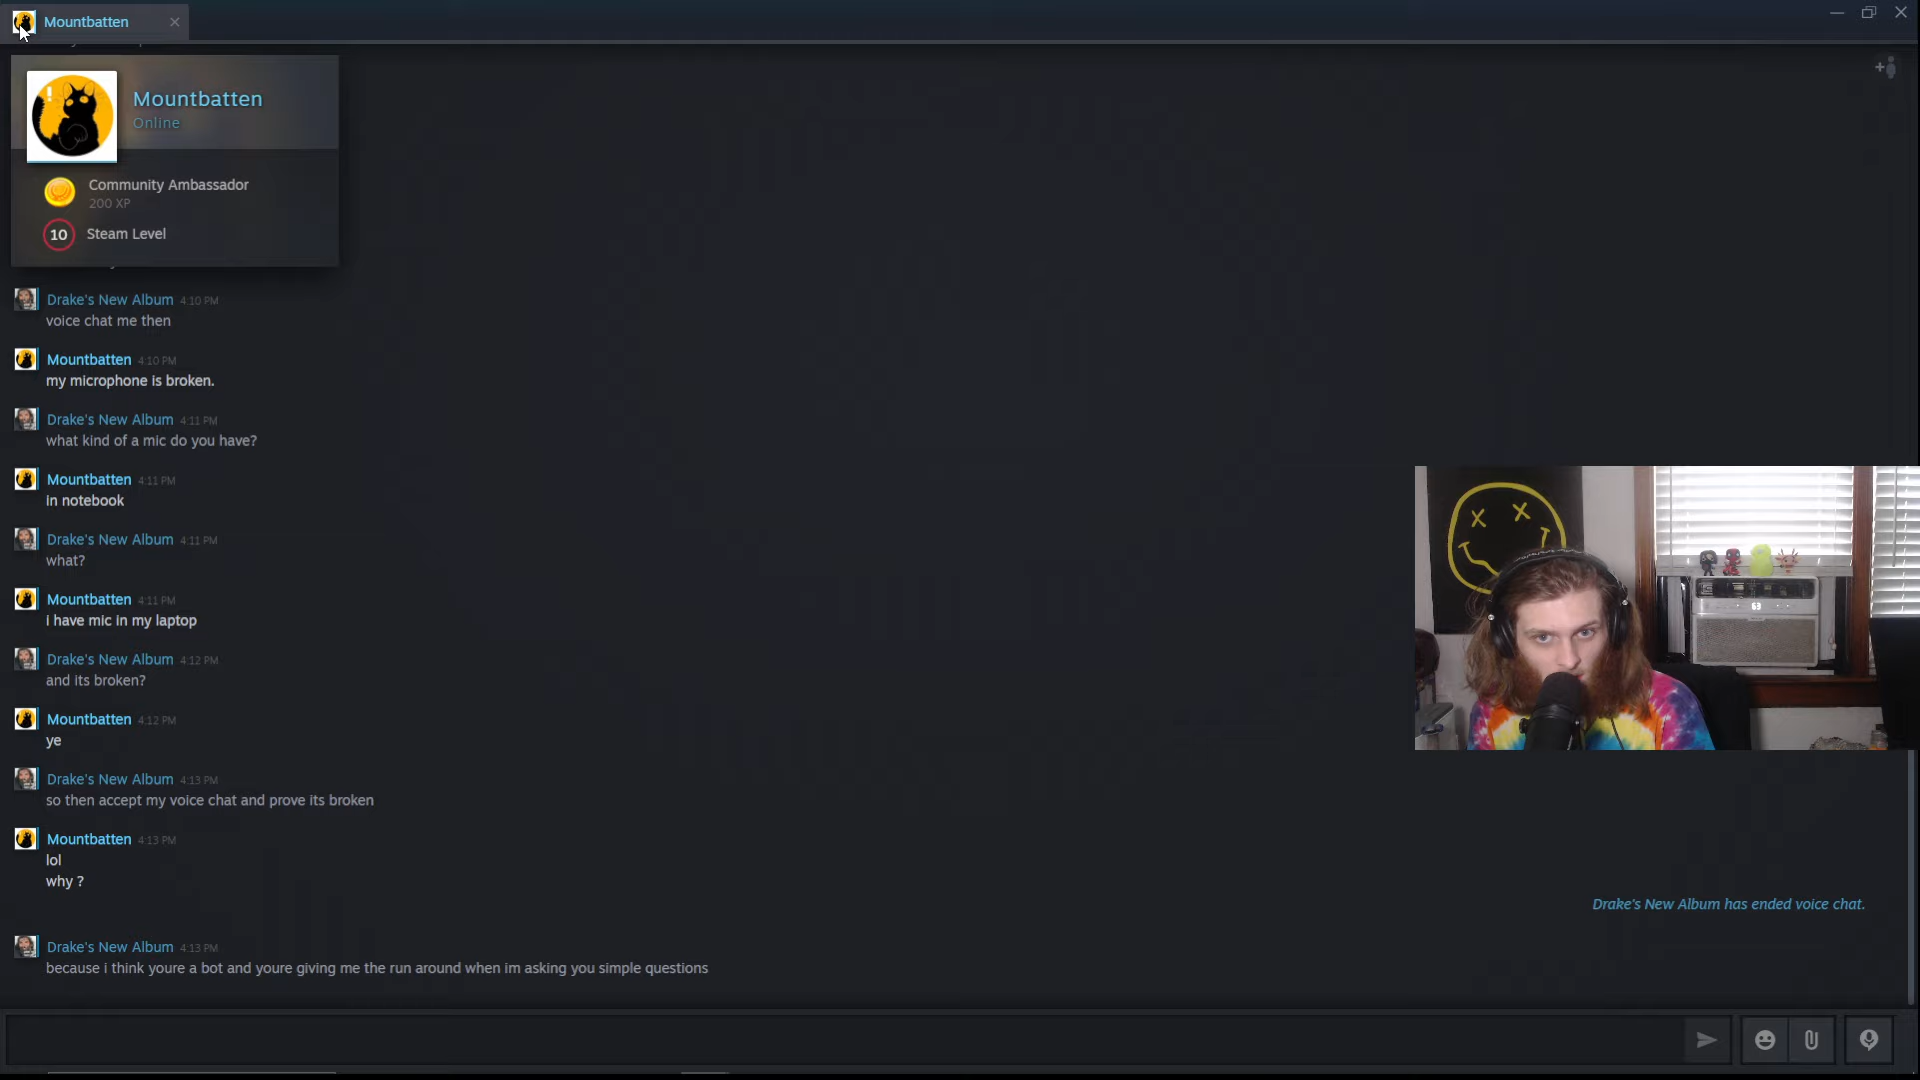 Mountbatten
Mountbatten
Online
Community Ambassador
200 XP
10 Steam Level
Drake's New Album 4:10 PM
voice chat me then
Mountbatten 4:10 PM
my microphone is broken.
Drake's New Album 4:11 PM
what kind of a mic do you have?
Mountbatten 4:11 PM
in notebook
Drake's New Album 4:11 PM
what?
Mountbatten 4:11 PM
i have mic in my laptop
Drake's New Album 4:12 PM
and its broken?
Mountbatten 4:12 PM
ye
Drake's New Album 4:13 PM
so then accept my voice chat and prove its broken
Mountbatten 4:13 PM
lol
why ?
Drake's New Album has ended voice chat.
Drake's New Album 4:13 PM
because i think youre a bot and youre giving me the run around when im asking you simple questions
63